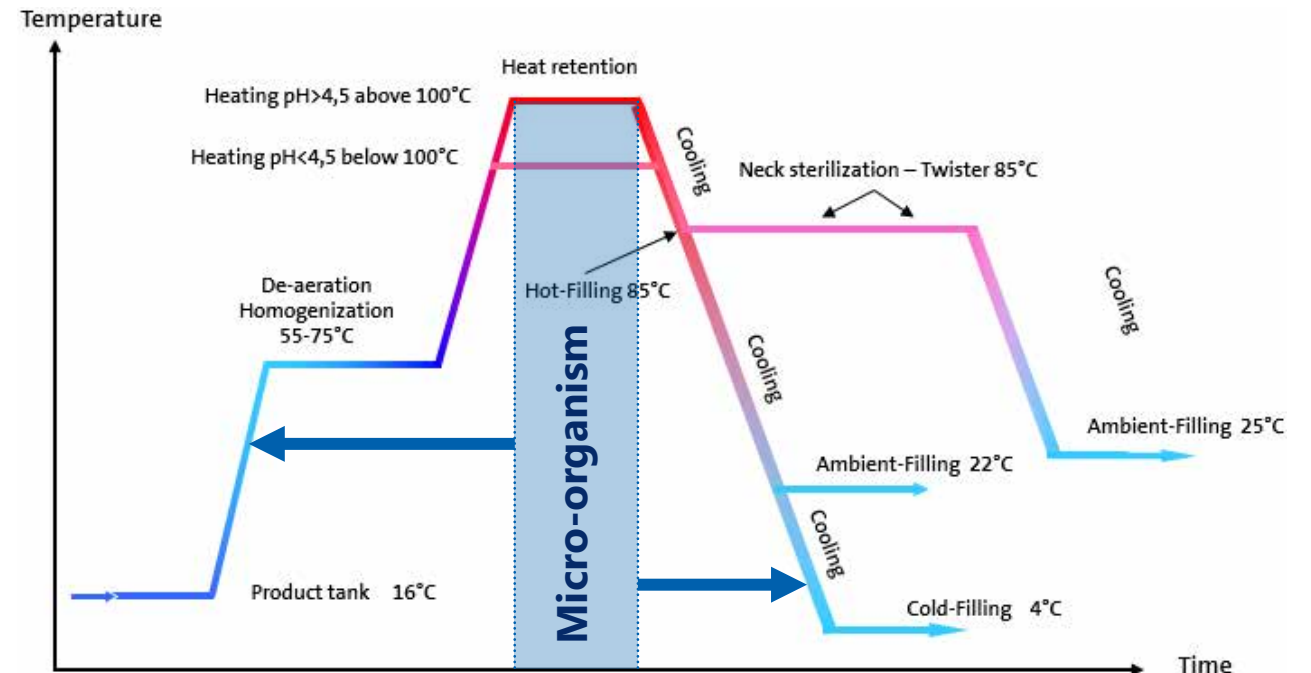 Temperature
Heat retention
Heating pH>4,5 above 100°C
Heating pH<4,5 below 100°C
Cooling
Neck sterilization – Twister 85°C
De-aeration
Homogenization
55-75°C
Hot-Filling 85°C
Cooling
Micro-organism
Cooling
Ambient-Filling 25°C
Ambient-Filling 22°C
Cooling
Product tank 16°C
Cold-Filling 4°C
Time